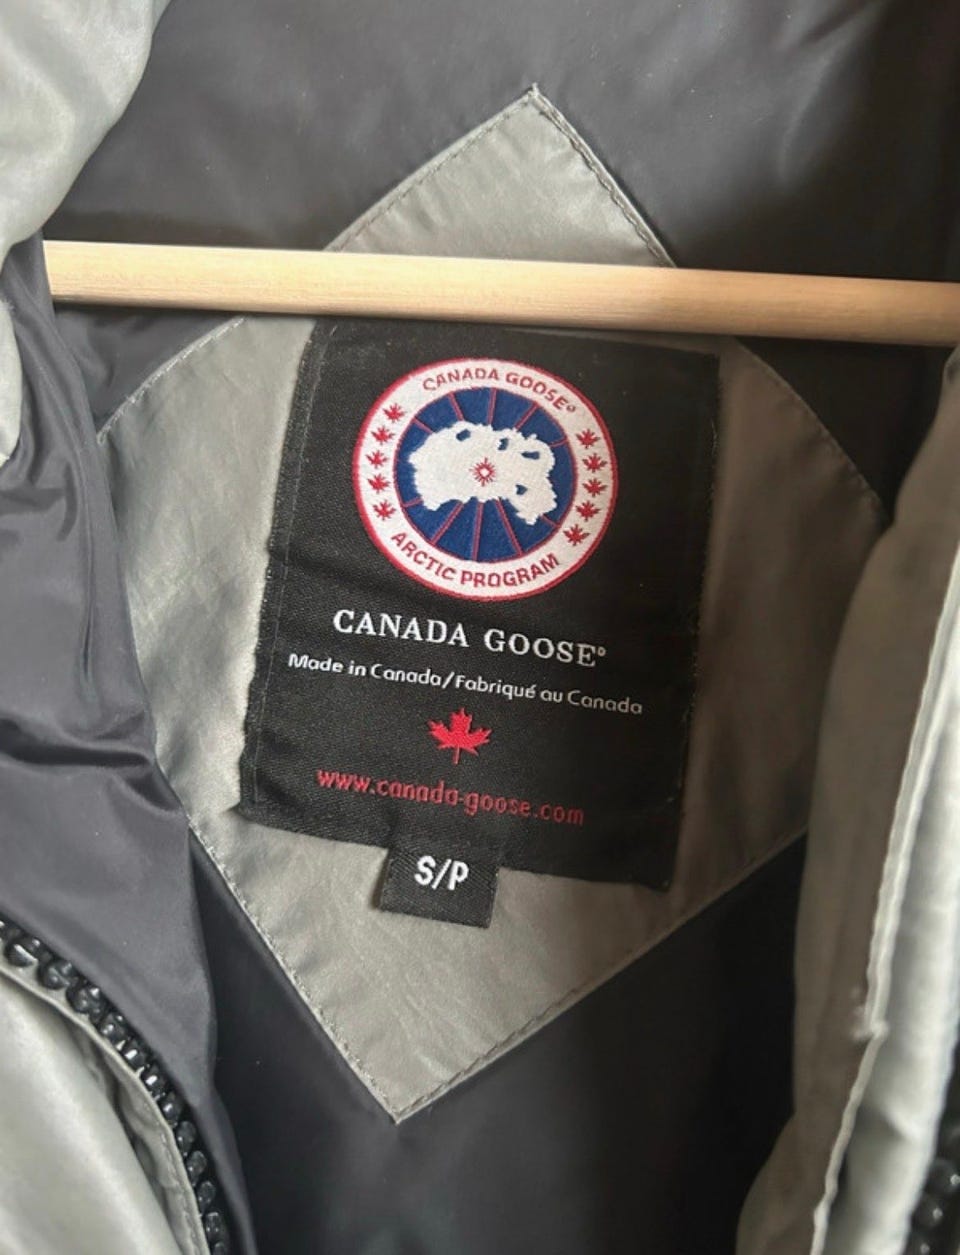 CANADA GOOSE®
ARCTIC PROGRAM
CANADA GOOSE®
Made in Canada/Fabriqué au Canada
www.canada-goose.com
S/P